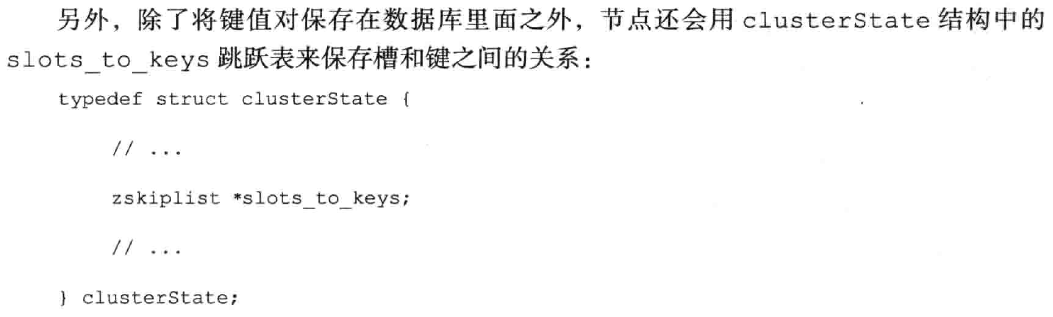 另外，除了将键值对保存在数据库里面之外，节点还会用 clusterState 结构中的
slots_to_keys 跳跃表来保存槽和键之间的关系：
typedef struct clusterState {
// ...
zskiplist *slots_to_keys;
// ...
} clusterState;